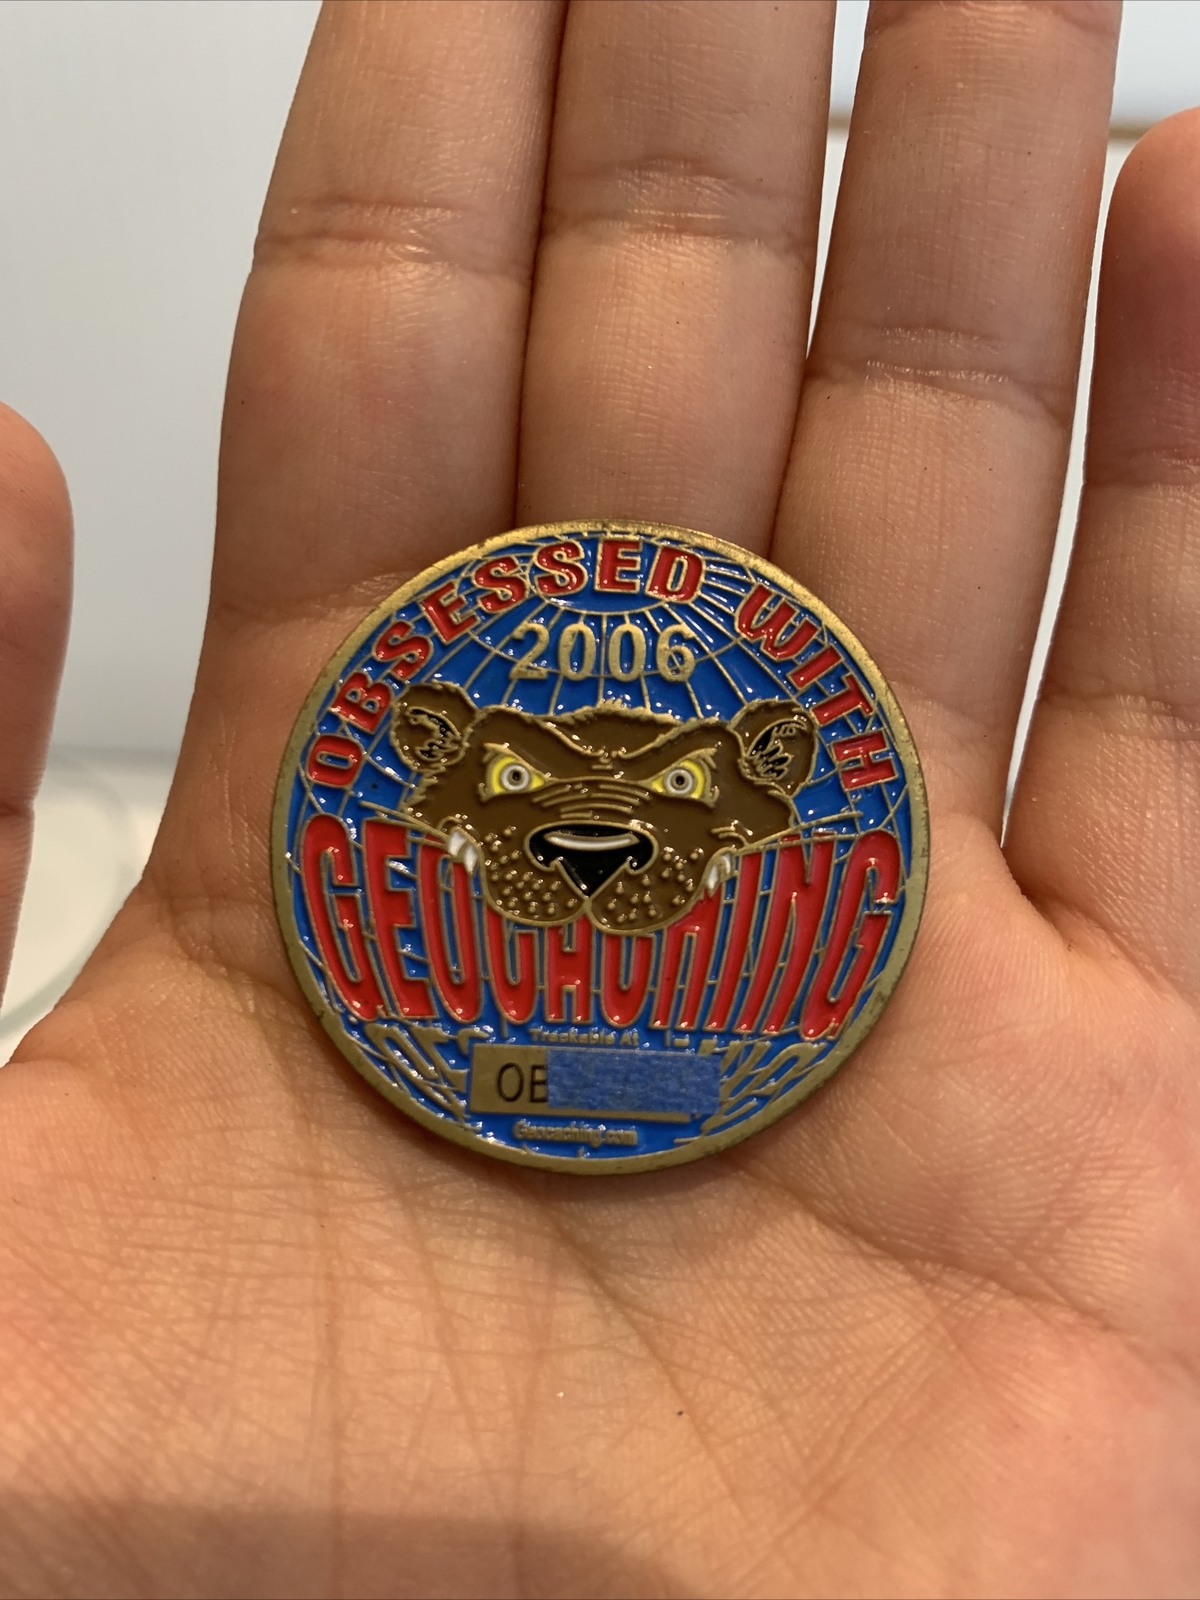 OBSESSED WITH
2006
GEOCACHING
Trackable At
OB
Geocaching.com